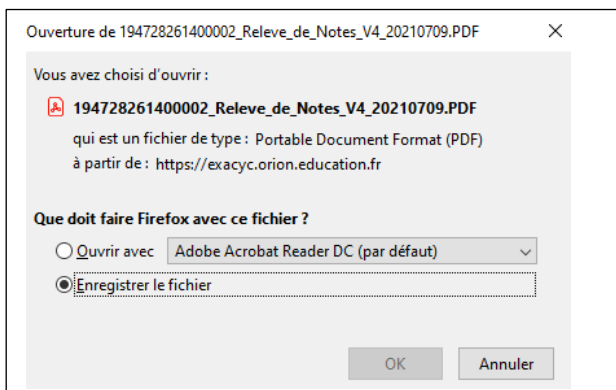 Ouverture de 194728261400002_Releve_de_Notes_V4_20210709.PDF
Vous avez choisi d'ouvrir :
194728261400002_Releve_de_Notes_V4_20210709.PDF
qui est un fichier de type : Portable Document Format (PDF)
à partir de : https://exacyc.orion.education.fr
Que doit faire Firefox avec ce fichier ?
Ouvrir avec Adobe Acrobat Reader DC (par défaut)
Enregistrer le fichier
OK Annuler